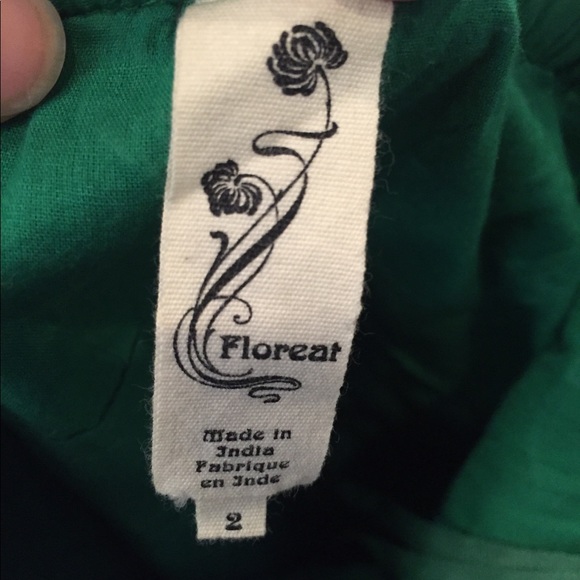 Floreat
Made in
India
Fabrique
en Inde
2